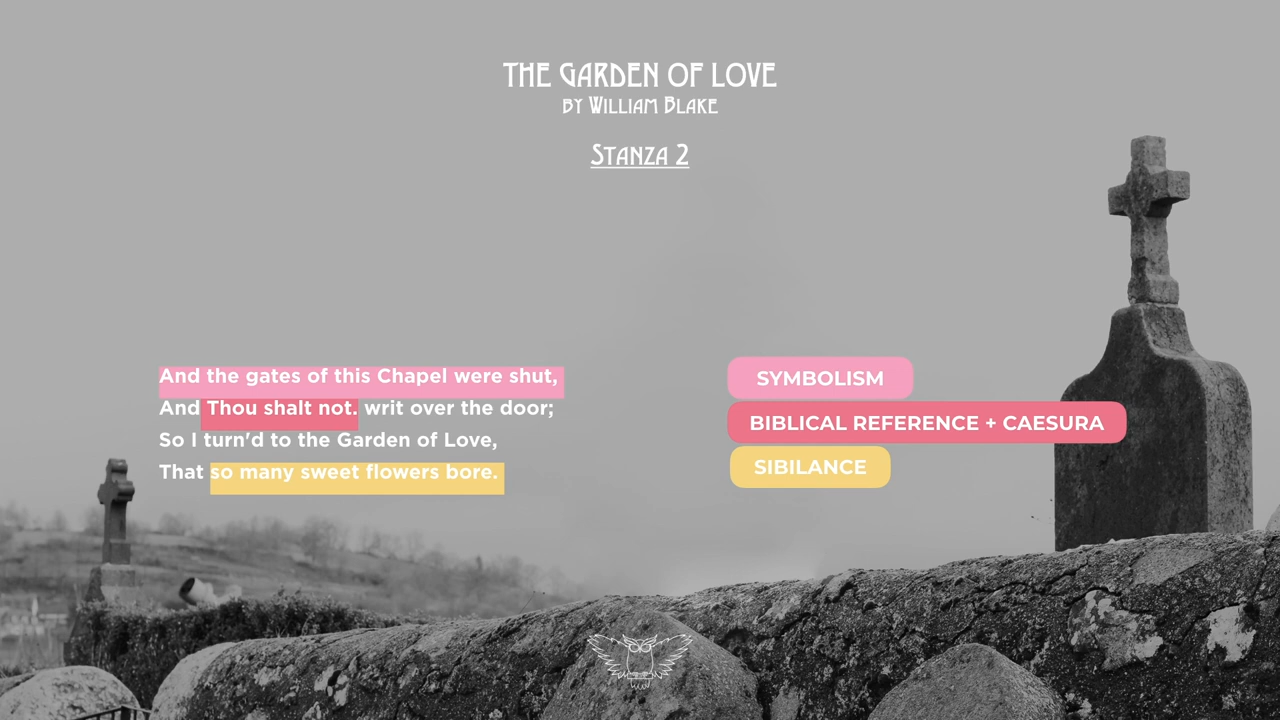 THE GARDEN OF LOVE
BY WILLIAM BLAKE
STANZA 2
And the gates of this Chapel were shut,
And Thou shalt not. writ over the door;
So I turn'd to the Garden of Love,
That so many sweet flowers bore.
SYMBOLISM
BIBLICAL REFERENCE + CAESURA
SIBILANCE